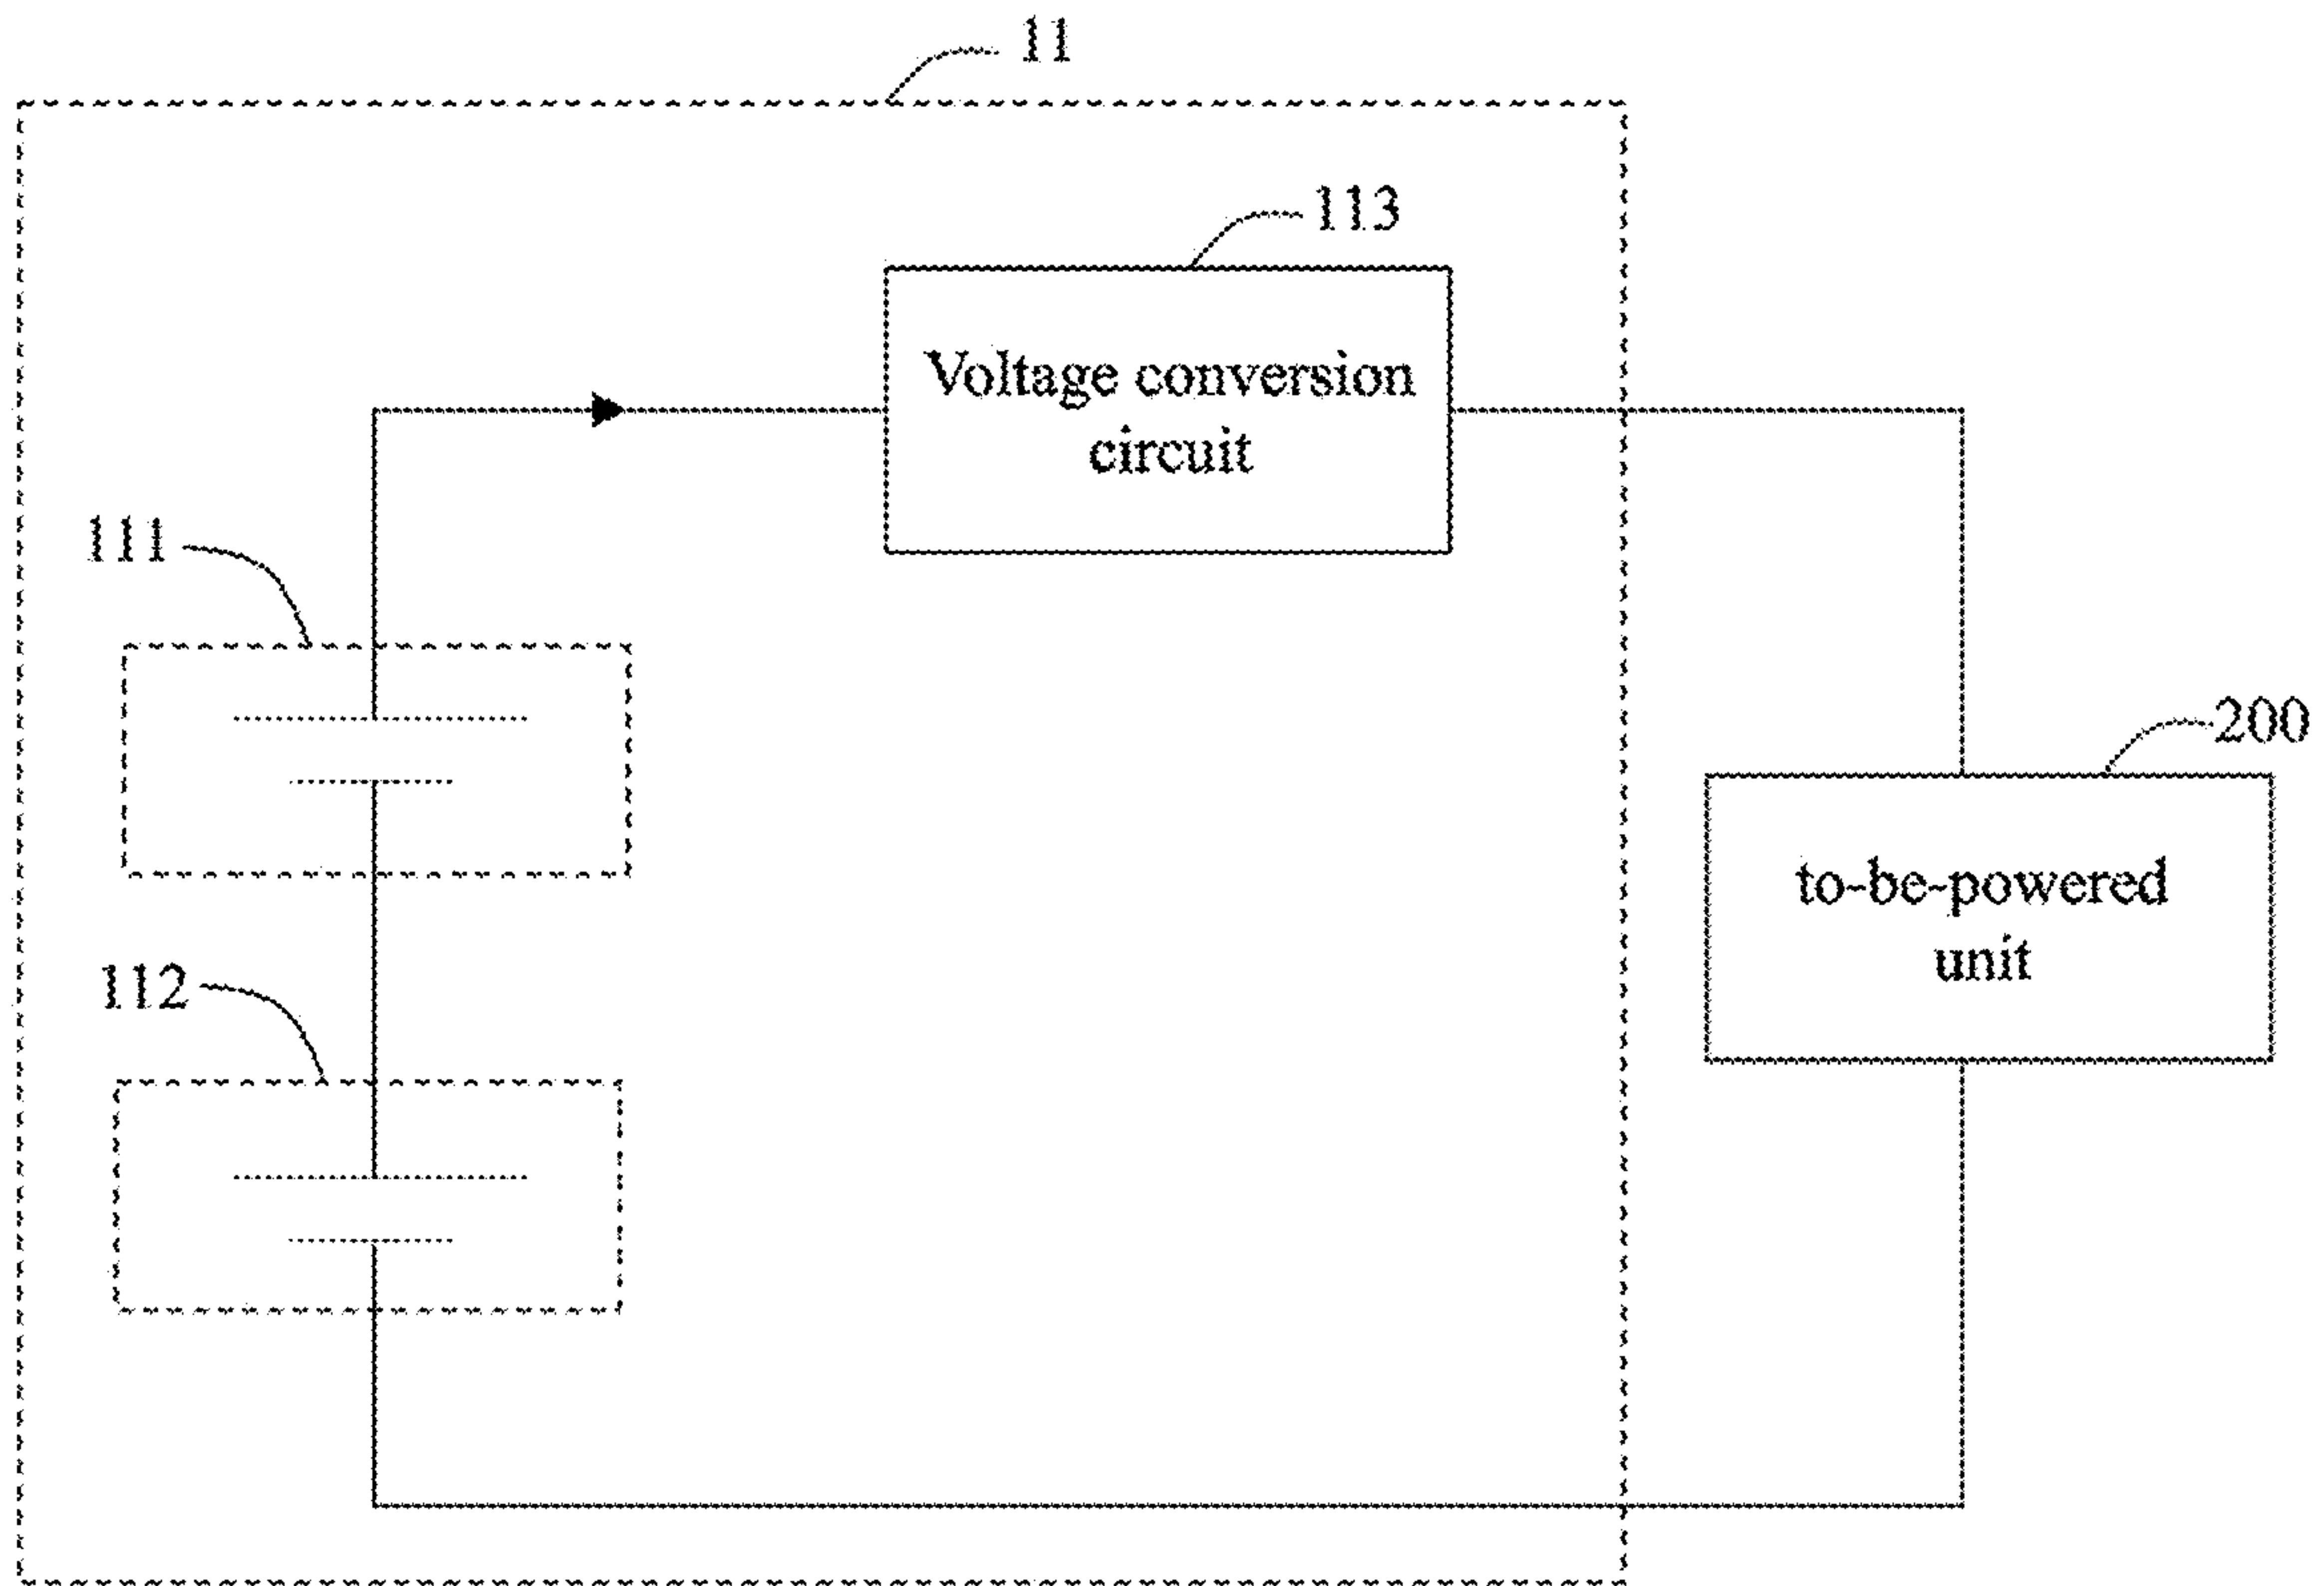 11
113
Voltage conversion
circuit
111
200
to-be-powered
unit
112